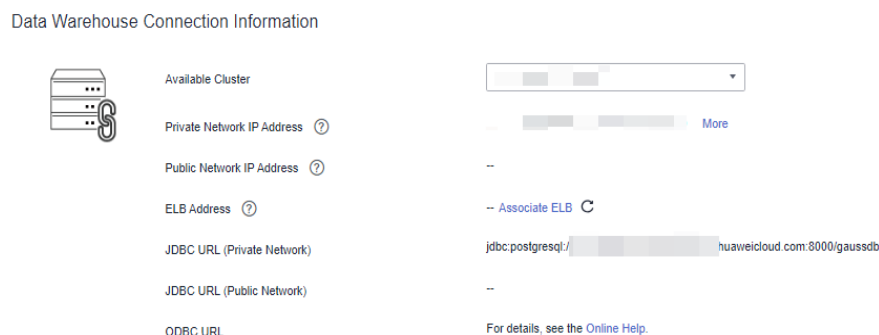 Data Warehouse Connection Information
Available Cluster
Private Network IP Address ? More
Public Network IP Address ? --
ELB Address ? -- Associate ELB
JDBC URL (Private Network) jdbc:postgresql:/ huaweicloud.com:8000/gaussdb
JDBC URL (Public Network) --
ODBC URL For details, see the Online Help.